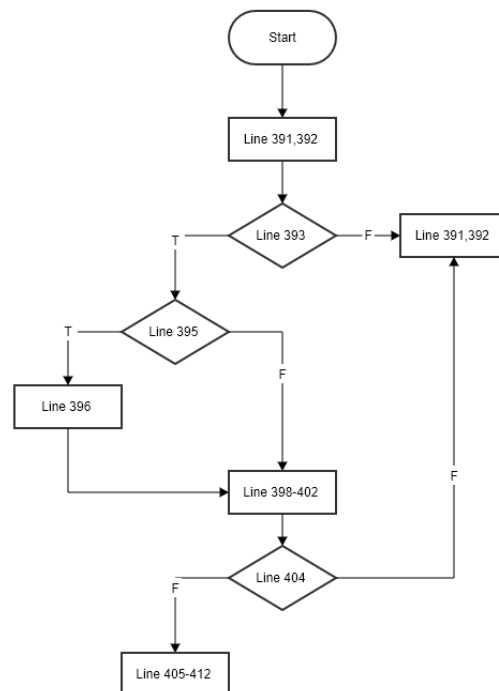 Start
Line 391,392
Line 393
T
F
Line 391,392
Line 395
T
F
Line 396
Line 398-402
F
Line 404
F
Line 405-412